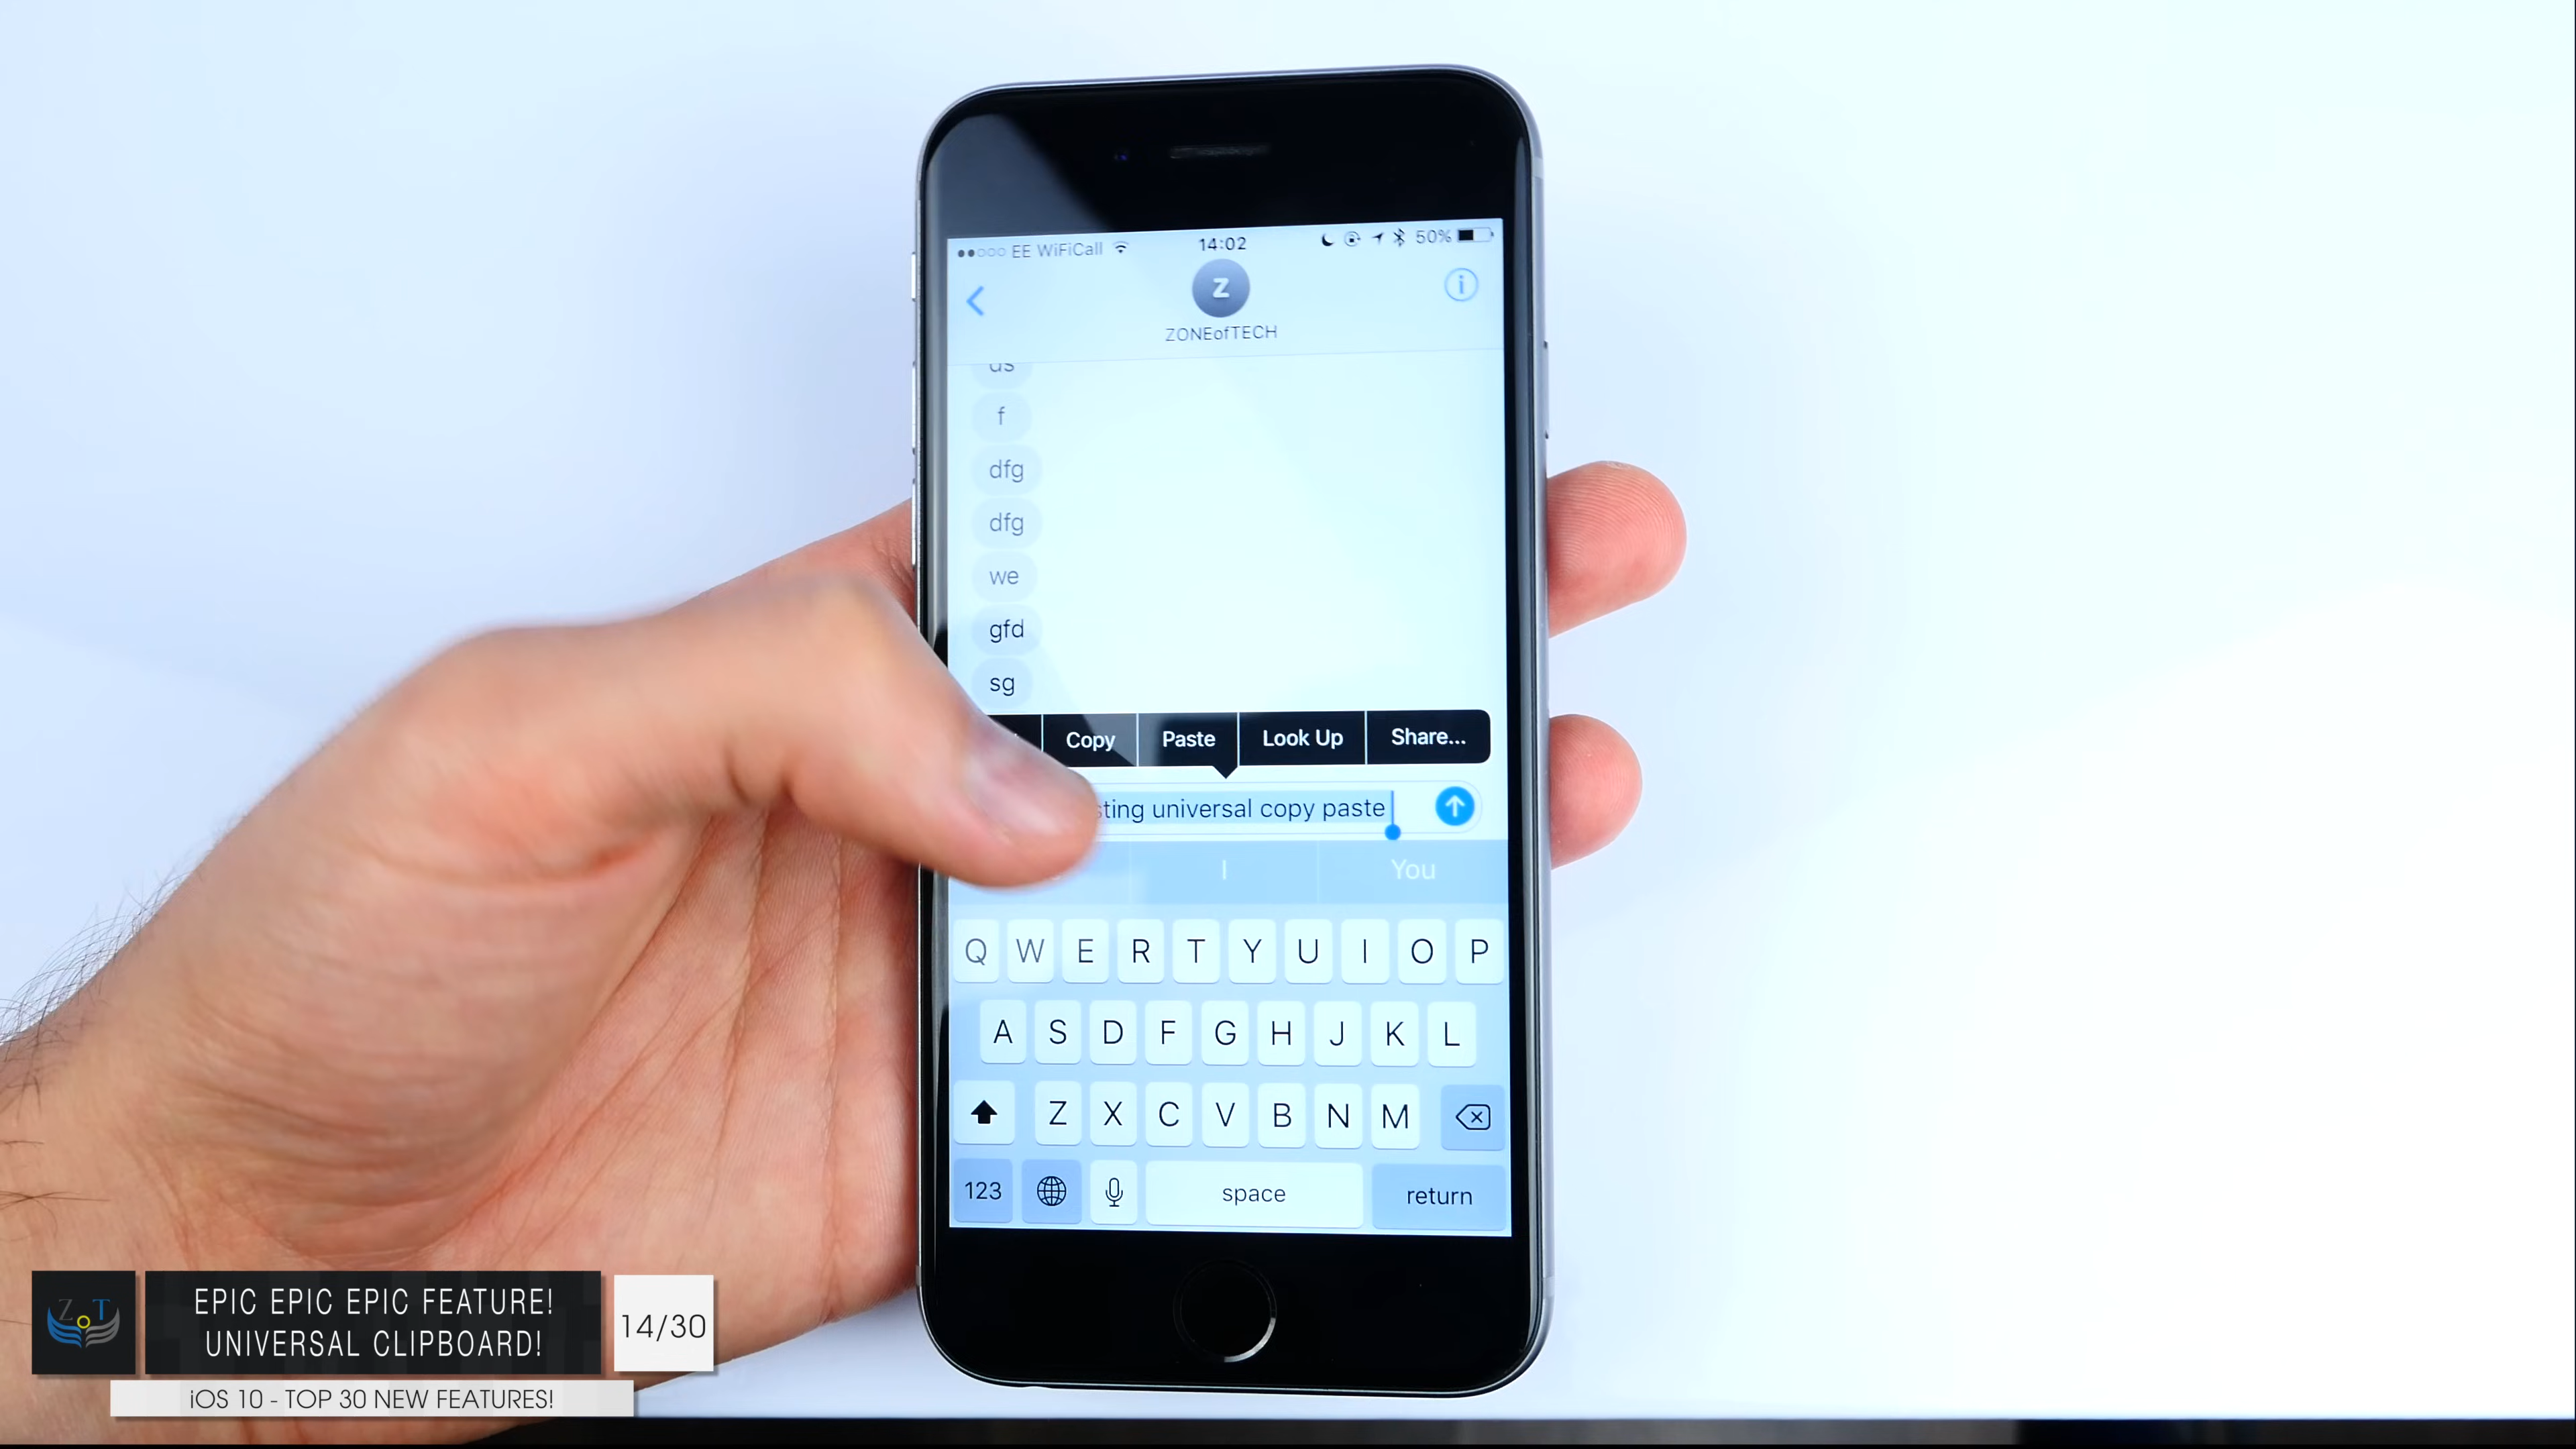 EE WiFiCall
14:02
50%
Z
ZONEofTECH
f
dfg
dfg
we
gfd
sg
Copy
Paste
Look Up
Share...
universal copy paste
I
You
Q W E R T Y U I O P
A S D F G H J K L
Z X C V B N M
123
space
return
ZoT
EPIC EPIC EPIC FEATURE!
UNIVERSAL CLIPBOARD!
14/30
iOS 10 - TOP 30 NEW FEATURES!